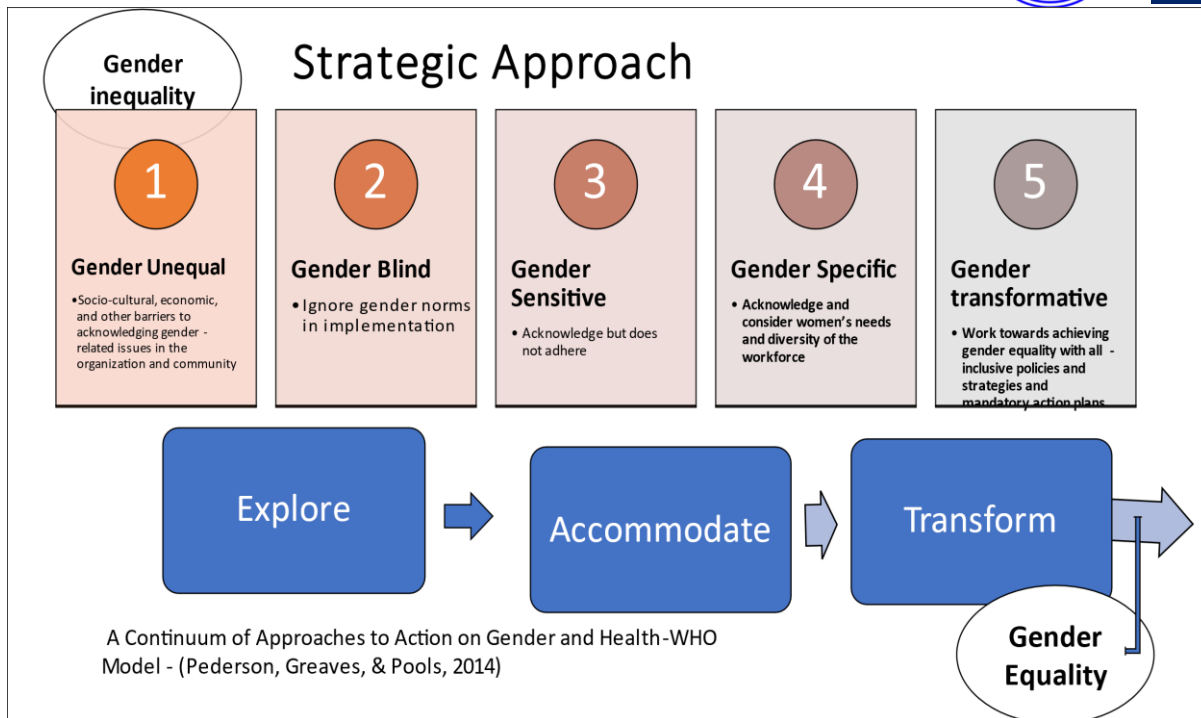 Gender
inequality
Strategic Approach
1
Gender Unequal
•Socio-cultural, economic,
and other barriers to
acknowledging gender -
related issues in the
organization and community
2
Gender Blind
• Ignore gender norms
in implementation
3
Gender
Sensitive
• Acknowledge but does
not adhere
4
Gender Specific
• Acknowledge and
consider women's needs
and diversity of the
workforce
5
Gender
transformative
• Work towards achieving
gender equality with all -
inclusive policies and
strategies and
mandatory action plans
Explore
Accommodate
Transform
A Continuum of Approaches to Action on Gender and Health-WHO
Model - (Pederson, Greaves, & Pools, 2014)
Gender
Equality